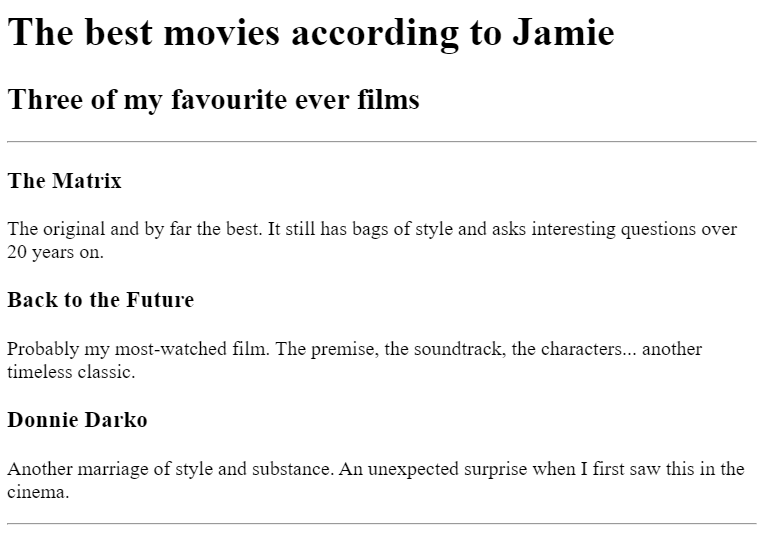 The best movies according to Jamie
Three of my favourite ever films
The Matrix
The original and by far the best. It still has bags of style and asks interesting questions over
20 years on.
Back to the Future
Probably my most-watched film. The premise, the soundtrack, the characters... another
timeless classic.
Donnie Darko
Another marriage of style and substance. An unexpected surprise when I first saw this in the
cinema.